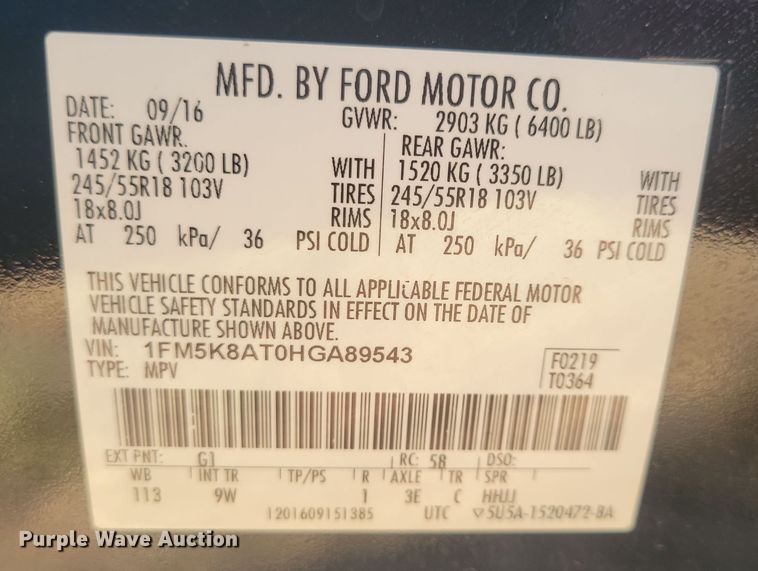 MFD. BY FORD MOTOR CO.
DATE: 09/16 GVWR: 2903 KG ( 6400 LB)
FRONT GAWR: REAR GAWR:
1452 KG ( 3200 LB) WITH 1520 KG ( 3350 LB) WITH
245/55R18 103V TIRES 245/55R18 103V TIRES
18x8.0J RIMS 18x8.0J RIMS
AT 250 kPa/ 36 PSI COLD AT 250 kPa/ 36 PSI COLD
THIS VEHICLE CONFORMS TO ALL APPLICABLE FEDERAL MOTOR
VEHICLE SAFETY STANDARDS IN EFFECT ON THE DATE OF
MANUFACTURE SHOWN ABOVE.
VIN: 1FM5K8AT0HGA89543 F0219
TYPE: MPV T0364
EXT PNT: G1 RC: 58 DSO:
WB INT TR TP/PS R AXLE TR SPR
113 9W 1 3E C HHJJ
1201609151385 UTC 5U5A-1520472-BA
Purple Wave Auction